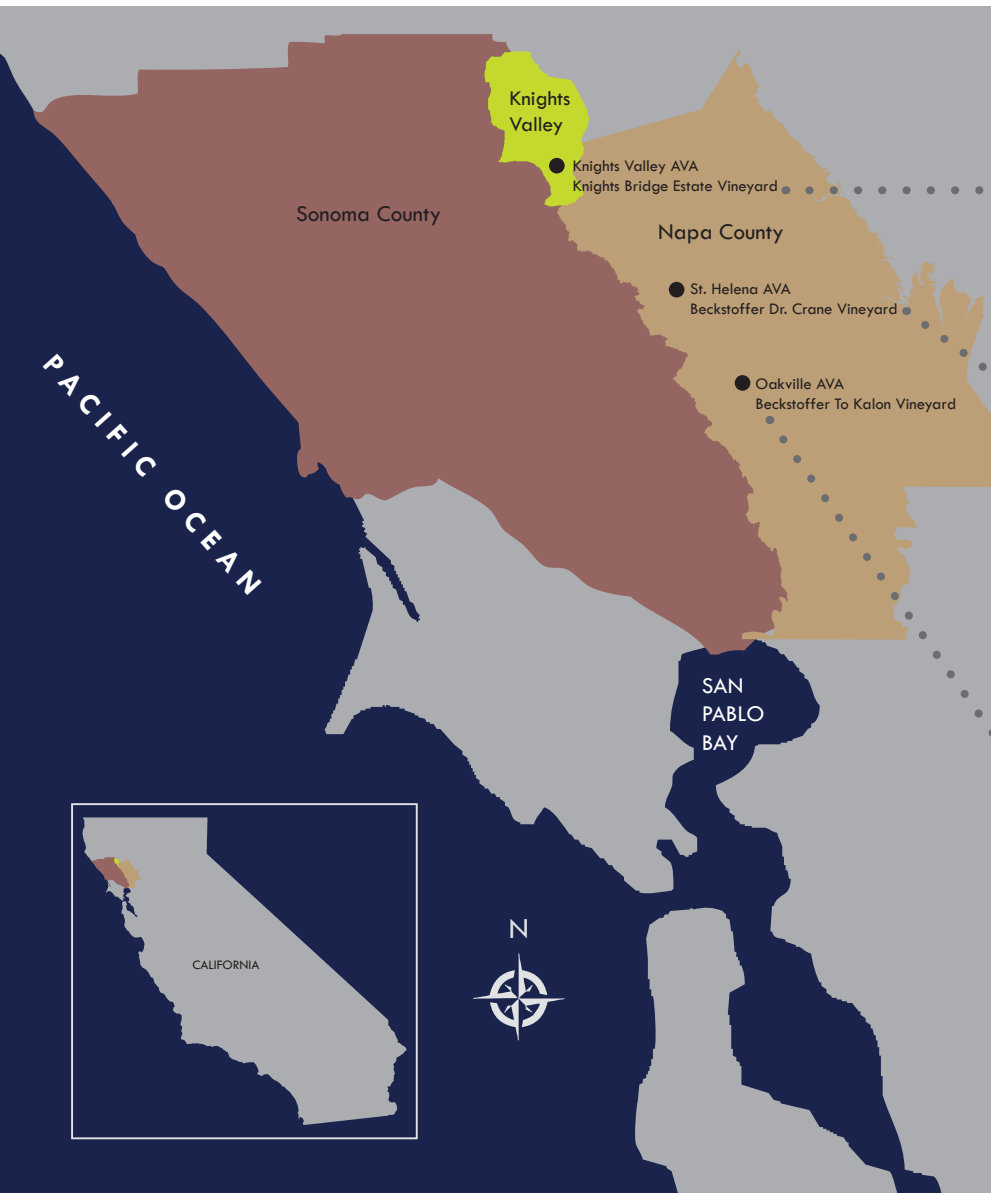 Knights
Valley
Knights Valley AVA
Knights Bridge Estate Vineyard
Sonoma County
Napa County
St. Helena AVA
Beckstoffer Dr. Crane Vineyard
Oakville AVA
Beckstoffer To Kalon Vineyard
PACIFIC OCEAN
SAN
PABLO
BAY
N
CALIFORNIA